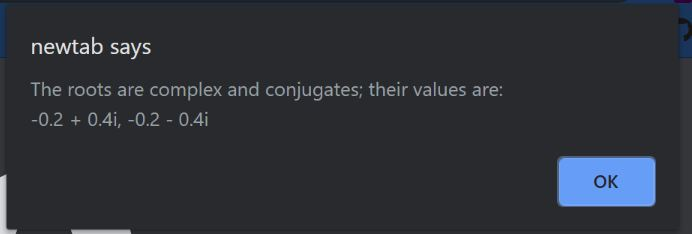 newtab says
The roots are complex and conjugates; their values are:
-0.2 + 0.4i, -0.2 - 0.4i
OK